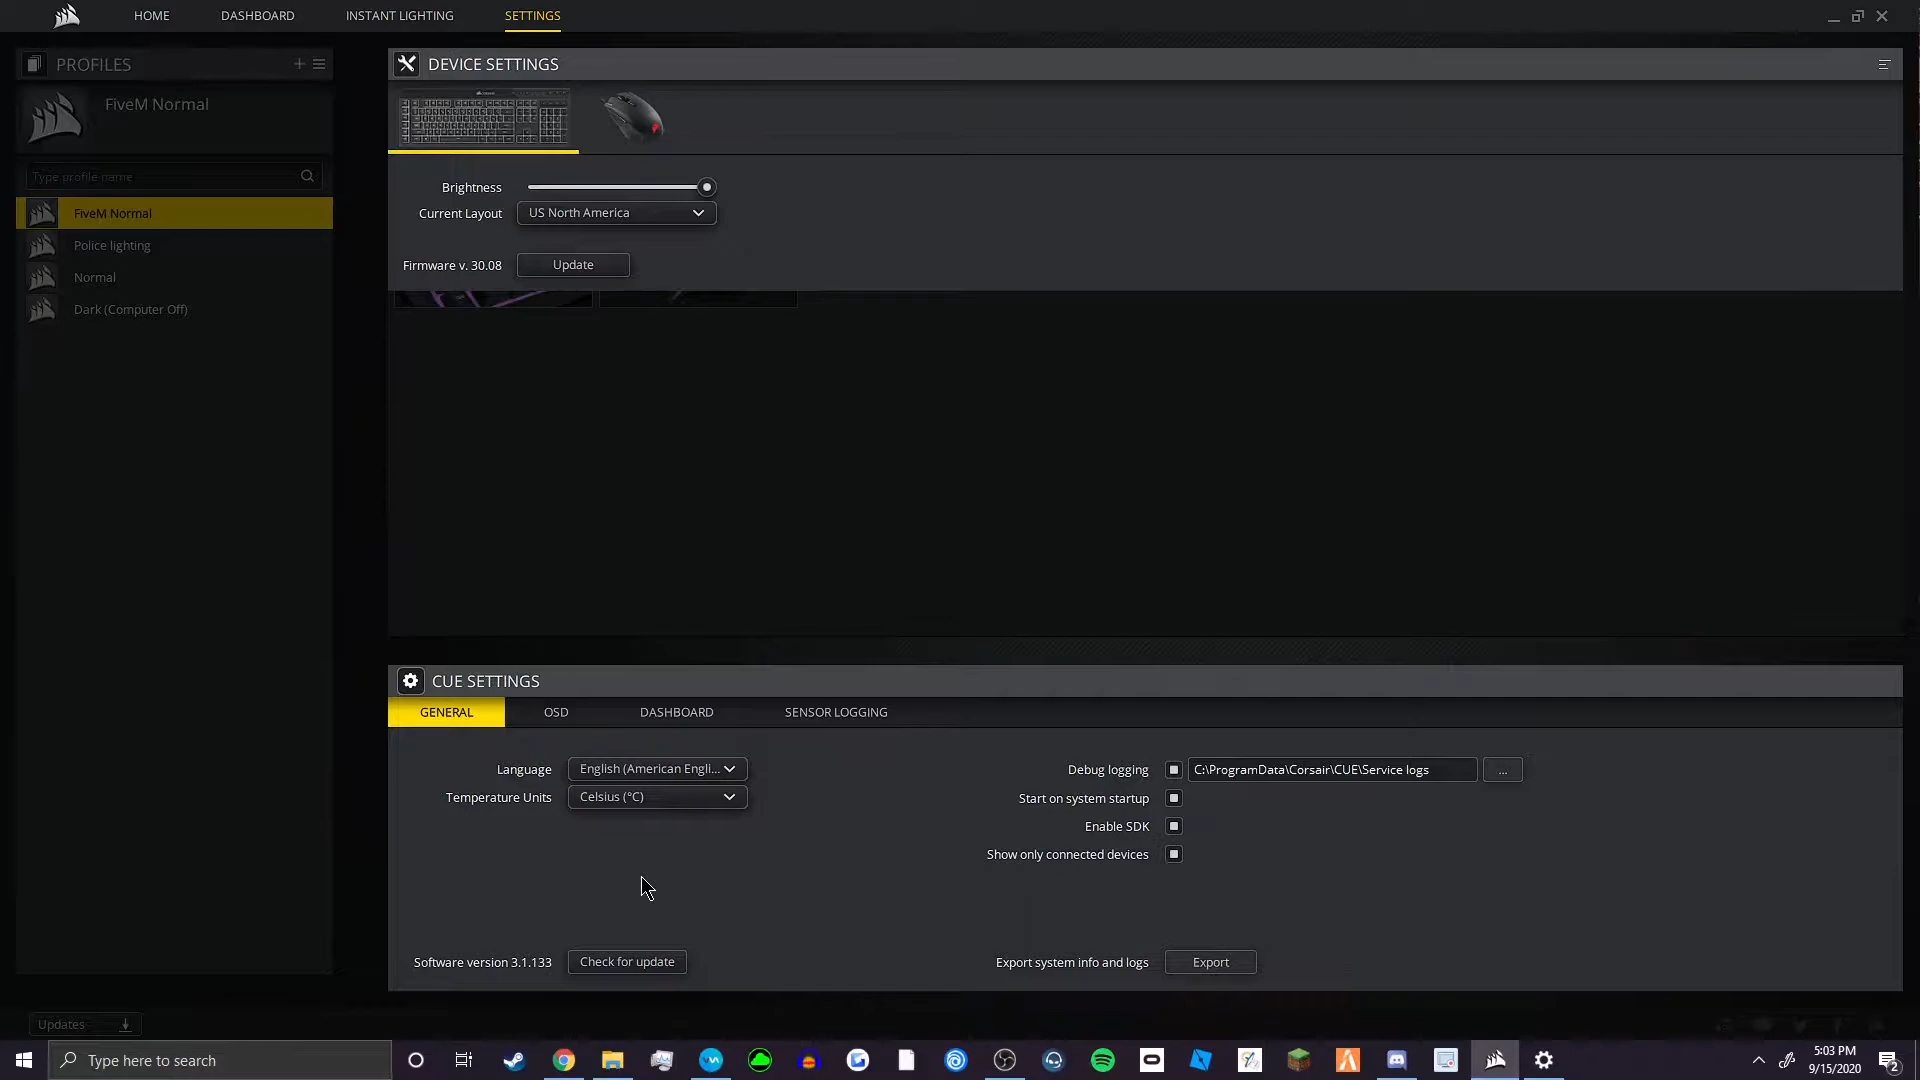 HOME
DASHBOARD
INSTANT LIGHTING
SETTINGS
PROFILES
FiveM Normal
Type profile name
FiveM Normal
Police lighting
Normal
Dark (Computer Off)
DEVICE SETTINGS
Brightness
Current Layout
US North America
Firmware v. 30.08
Update
CUE SETTINGS
GENERAL
OSD
DASHBOARD
SENSOR LOGGING
Language
English (American Engli...
Temperature Units
Celsius (°C)
Debug logging
C:\ProgramData\Corsair\CUE\Service logs
...
Start on system startup
Enable SDK
Show only connected devices
Software version 3.1.133
Check for update
Export system info and logs
Export
Updates
Type here to search
5:03 PM
9/15/2020
2